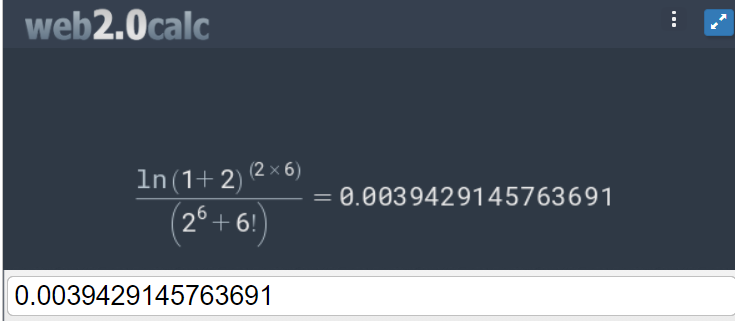 web2.0calc
ln(1+2)^(2×6) / (2^6+6!) = 0.0039429145763691
0.0039429145763691